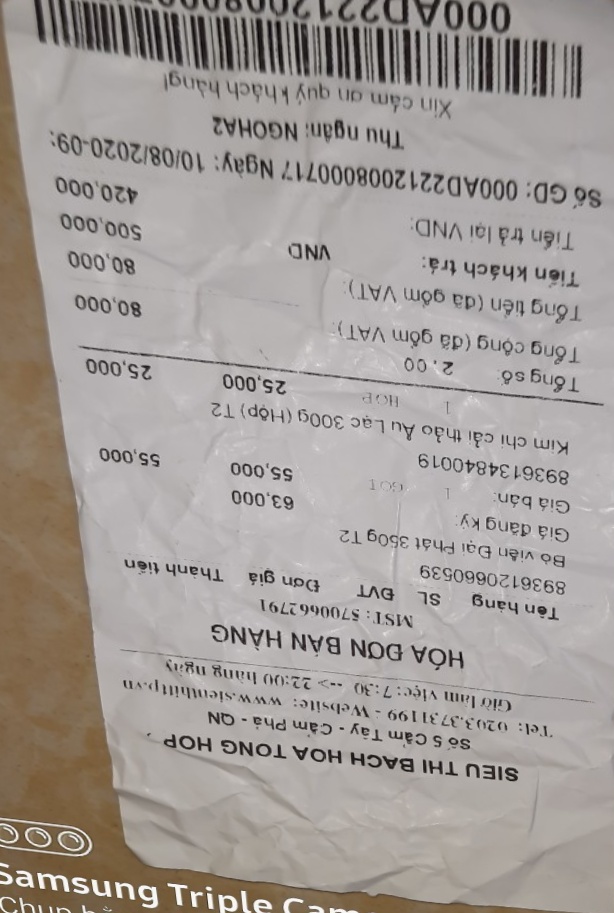 SIEU THI BACH HOA TONG HOP
Số 5 Cẩm Tây - Cẩm Phả - QN
Tel: 0203.3731199 - Website: www.sieuthittp.vn
Giờ làm việc: 7:30 --> 22:00 hàng ngày
HÓA ĐƠN BÁN HÀNG
MST: 5700662791
Tên hàng SL ĐVT Đơn giá Thành tiền
8936120660539
Bò viên Đại Phát 350g T2
Giá đăng ký: 63,000
Giá bán: 1 GOI 55,000 55,000
8936134840019
Kim chi cải thảo Âu Lạc 300g (Hộp) T2
1 HOP 25,000 25,000
Tổng số: 2.00
Tổng cộng (đã gồm VAT): 80,000
Tổng tiền (đã gồm VAT): 80,000
Tiền khách trả: VND 500,000
Tiền trả lại VND: 420,000
Số GD: 000AD2212008000717 Ngày: 10/08/2020-09:
Thu ngân: NGOHA2
Xin cảm ơn quý khách hàng!
Samsung Triple Cam